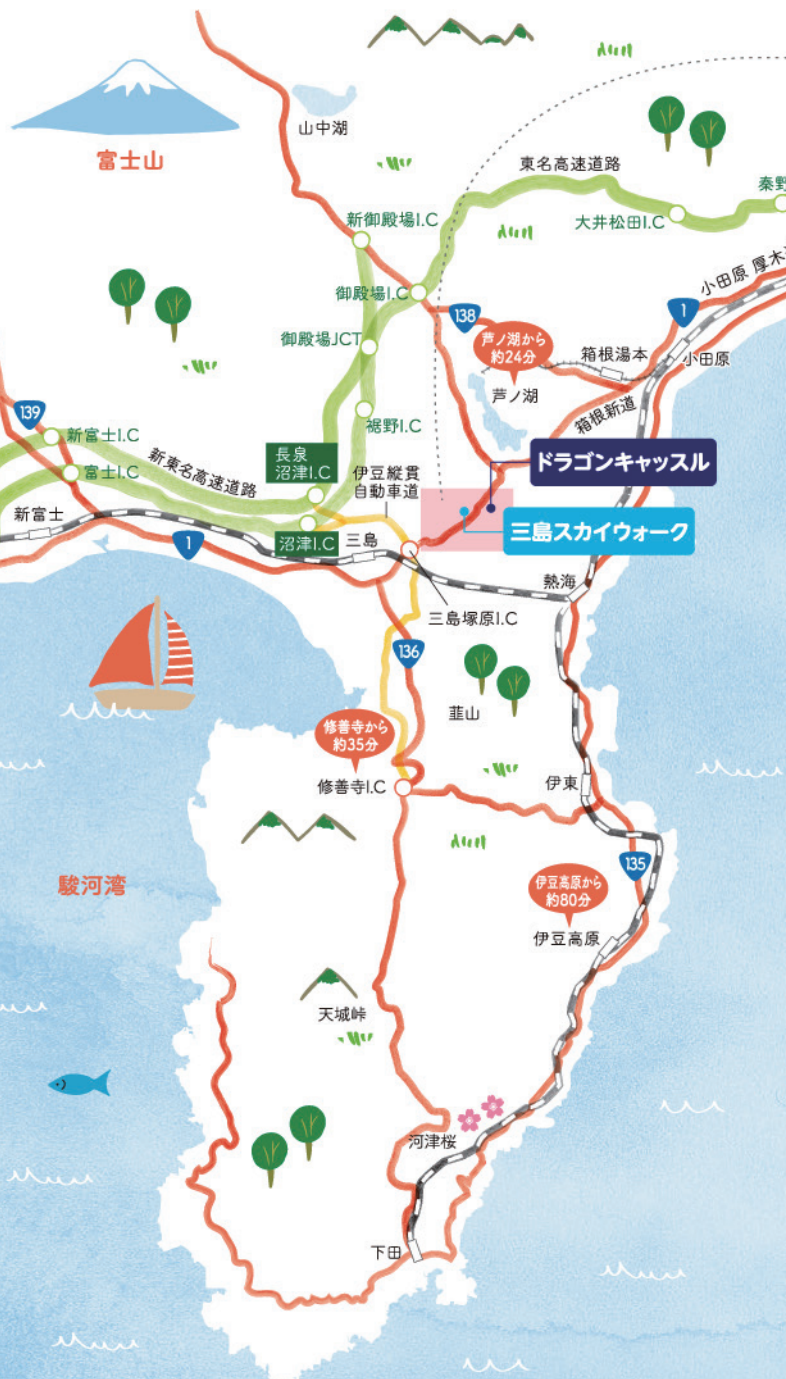 富士山
山中湖
東名高速道路
秦野
新御殿場I.C
大井松田I.C
小田原 厚木
御殿場I.C
138
1
御殿場JCT
芦ノ湖から
約24分
箱根湯本
小田原
芦ノ湖
139
裾野I.C
箱根新道
新富士I.C
長泉
沼津I.C
伊豆縦貫
自動車道
ドラゴンキャッスル
富士I.C
新東名高速道路
新富士
1
沼津I.C
三島
三島スカイウォーク
熱海
三島塚原I.C
136
韮山
修善寺から
約35分
修善寺I.C
伊東
135
駿河湾
伊豆高原から
約80分
伊豆高原
天城峠
河津桜
下田